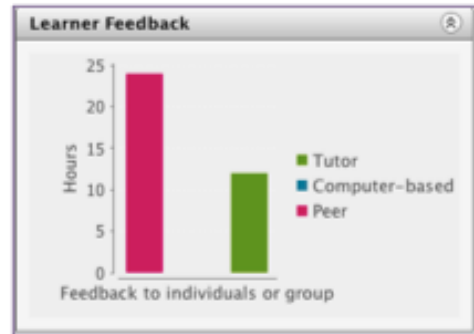 Learner Feedback
25
20
15
10
5
0
Hours
Tutor
Computer-based
Peer
Feedback to individuals or group